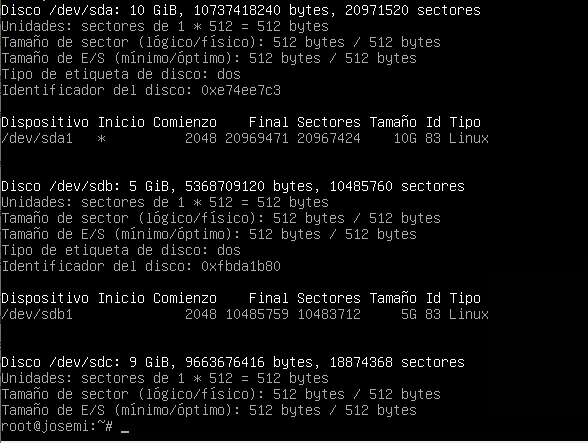 Disco /dev/sda: 10 GiB, 10737418240 bytes, 20971520 sectores
Unidades: sectores de 1 * 512 = 512 bytes
Tamaño de sector (lógico/físico): 512 bytes / 512 bytes
Tamaño de E/S (mínimo/óptimo): 512 bytes / 512 bytes
Tipo de etiqueta de disco: dos
Identificador del disco: 0xe74ee7c3
Dispositivo Inicio Comienzo    Final Sectores Tamaño Id Tipo
/dev/sda1   *          2048 20969471 20967424    10G 83 Linux
Disco /dev/sdb: 5 GiB, 5368709120 bytes, 10485760 sectores
Unidades: sectores de 1 * 512 = 512 bytes
Tamaño de sector (lógico/físico): 512 bytes / 512 bytes
Tamaño de E/S (mínimo/óptimo): 512 bytes / 512 bytes
Tipo de etiqueta de disco: dos
Identificador del disco: 0xfbda1b80
Dispositivo Inicio Comienzo    Final Sectores Tamaño Id Tipo
/dev/sdb1              2048 10485759 10483712     5G 83 Linux
Disco /dev/sdc: 9 GiB, 9663676416 bytes, 18874368 sectores
Unidades: sectores de 1 * 512 = 512 bytes
Tamaño de sector (lógico/físico): 512 bytes / 512 bytes
Tamaño de E/S (mínimo/óptimo): 512 bytes / 512 bytes
root@josemi:~# _